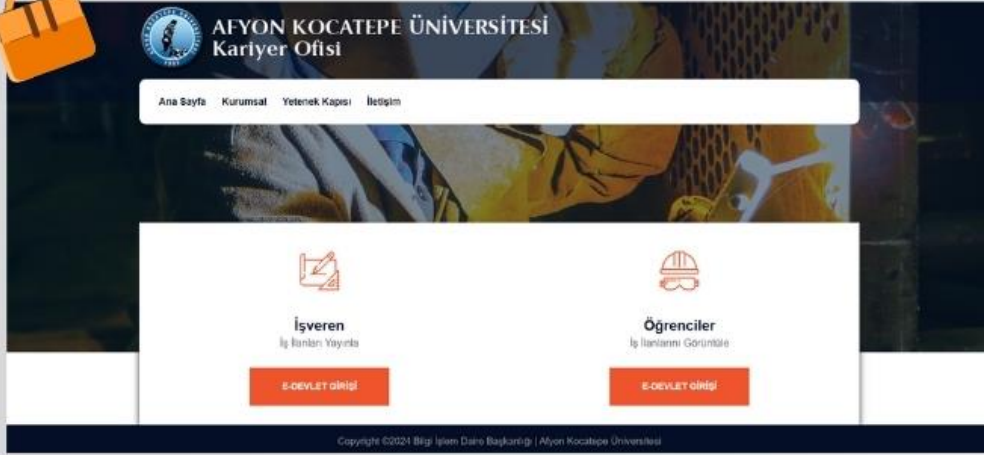 AFYON KOCATEPE ÜNİVERSİTESİ
Kariyer Ofisi
Ana Sayfa Kurumsal Yetenek Kapısı İletişim
İşveren
İş İlanları Yayınla
E-DEVLET GİRİŞİ
Öğrenciler
İş İlanlarını Görüntüle
E-DEVLET GİRİŞİ
Copyright ©2024 Bilgi İşlem Daire Başkanlığı | Afyon Kocatepe Üniversitesi